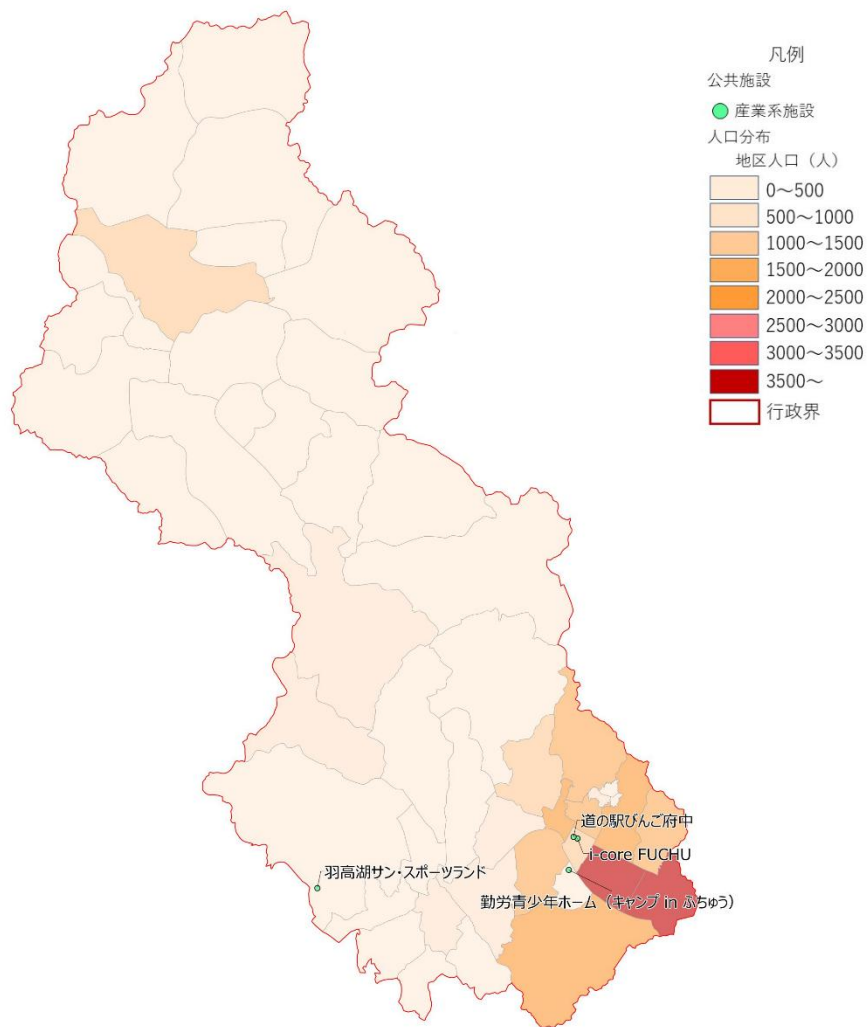 凡例
公共施設
産業系施設
人口分布
地区人口（人）
0～500
500～1000
1000～1500
1500～2000
2000～2500
2500～3000
3000～3500
3500～
行政界
道の駅びんご府中
i-core FUCHU
羽高湖サン・スポーツランド
勤労青少年ホーム（キャンプ in ふちゅう）